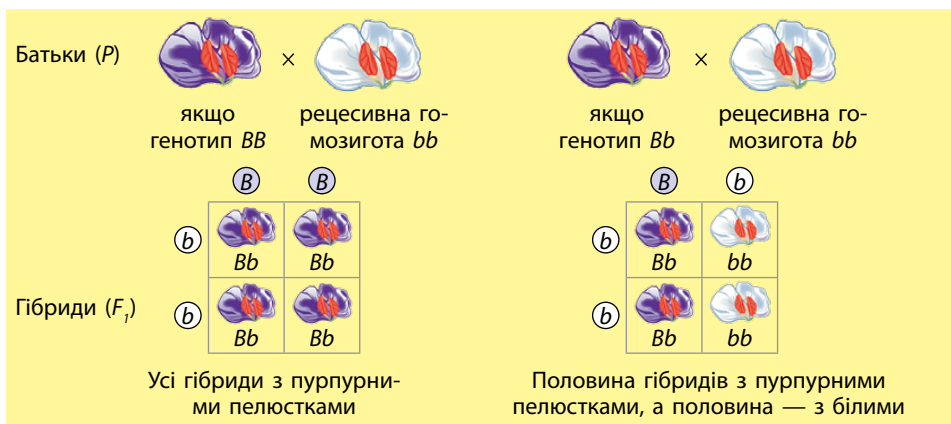 Батьки (P)
×
×
якщо
генотип BB
рецесивна го-
мозигота bb
якщо
генотип Bb
рецесивна го-
мозигота bb
B B
B b
b
Bb Bb
b
Bb bb
Гібриди (F₁)
b
Bb Bb
b
Bb bb
Усі гібриди з пурпурни-
ми пелюстками
Половина гібридів з пурпурними
пелюстками, а половина — з білими